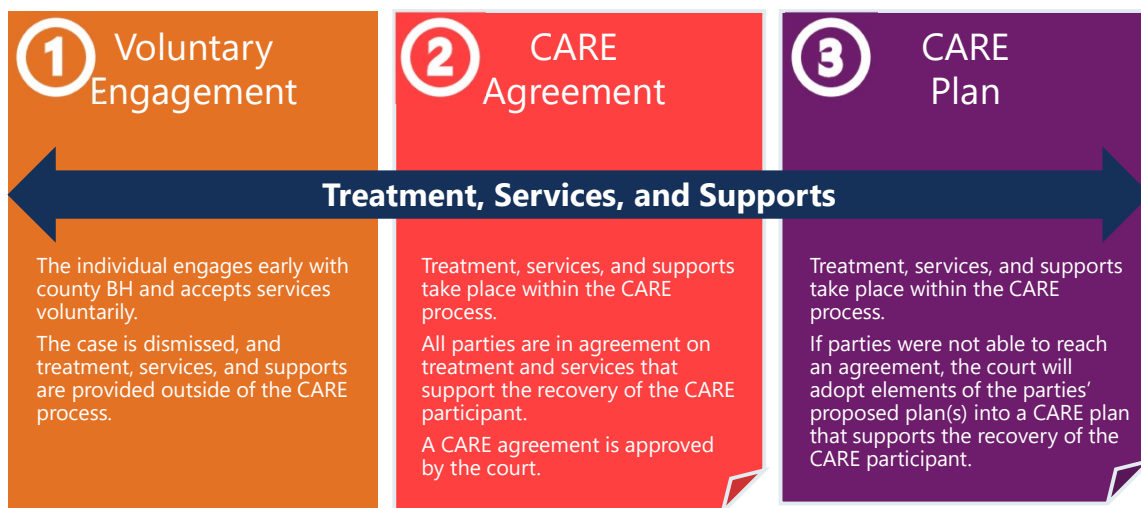 1
Voluntary
Engagement
2
CARE
Agreement
3
CARE
Plan
Treatment, Services, and Supports
The individual engages early with
county BH and accepts services
voluntarily.
The case is dismissed, and
treatment, services, and supports
are provided outside of the CARE
process.
Treatment, services, and supports
take place within the CARE
process.
All parties are in agreement on
treatment and services that
support the recovery of the CARE
participant.
A CARE agreement is approved
by the court.
Treatment, services, and supports
take place within the CARE
process.
If parties were not able to reach
an agreement, the court will
adopt elements of the parties’
proposed plan(s) into a CARE plan
that supports the recovery of the
CARE participant.